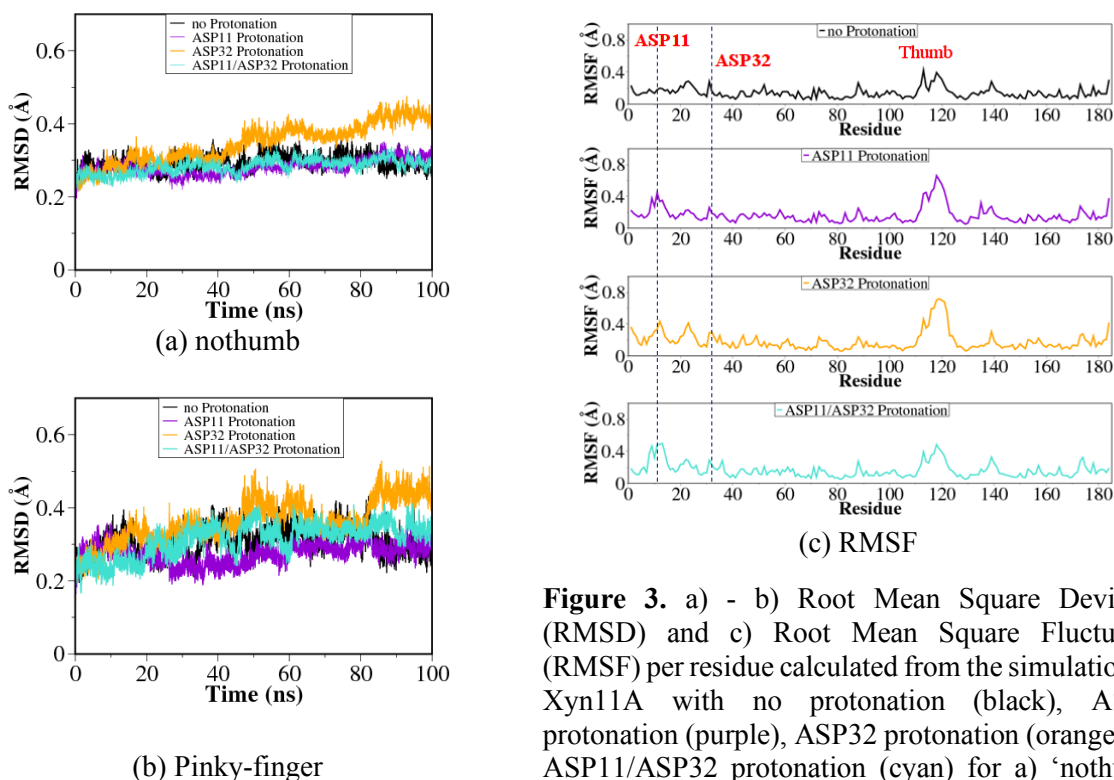 no Protonation
ASP11 Protonation
ASP32 Protonation
ASP11/ASP32 Protonation
RMSD (Å)
0.6
0.4
0.2
0
0 20 40 60 80 100
Time (ns)
(a) nothumb
no Protonation
ASP11 Protonation
ASP32 Protonation
ASP11/ASP32 Protonation
RMSD (Å)
0.6
0.4
0.2
0
0 20 40 60 80 100
Time (ns)
(b) Pinky-finger
ASP11
ASP32
Thumb
no Protonation
RMSF (Å)
0.8
0.4
0
0 20 40 60 80 100 120 140 160 180
Residue
ASP11 Protonation
RMSF (Å)
0.8
0.4
0
0 20 40 60 80 100 120 140 160 180
Residue
ASP32 Protonation
RMSF (Å)
0.8
0.4
0
0 20 40 60 80 100 120 140 160 180
Residue
ASP11/ASP32 Protonation
RMSF (Å)
0.8
0.4
0
0 20 40 60 80 100 120 140 160 180
Residue
(c) RMSF
Figure 3. a) - b) Root Mean Square Devi
(RMSD) and c) Root Mean Square Fluctu
(RMSF) per residue calculated from the simulatio
Xyn11A with no protonation (black), A
protonation (purple), ASP32 protonation (orange
ASP11/ASP32 protonation (cyan) for a) ‘noth